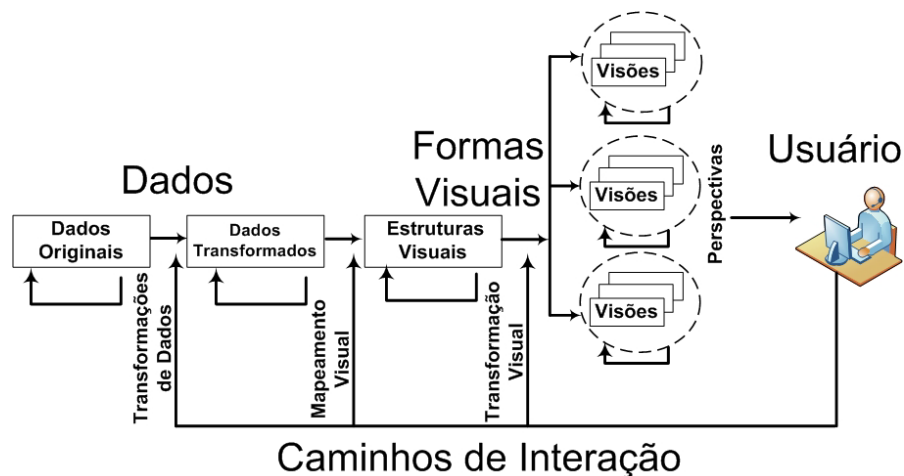 Visões
Formas
Visuais
Usuário
Dados
Visões
Perspectivas
Dados
Originais
Dados
Transformados
Estruturas
Visuais
Visões
Transformações
de Dados
Mapeamento
Visual
Transformação
Visual
Caminhos de Interação